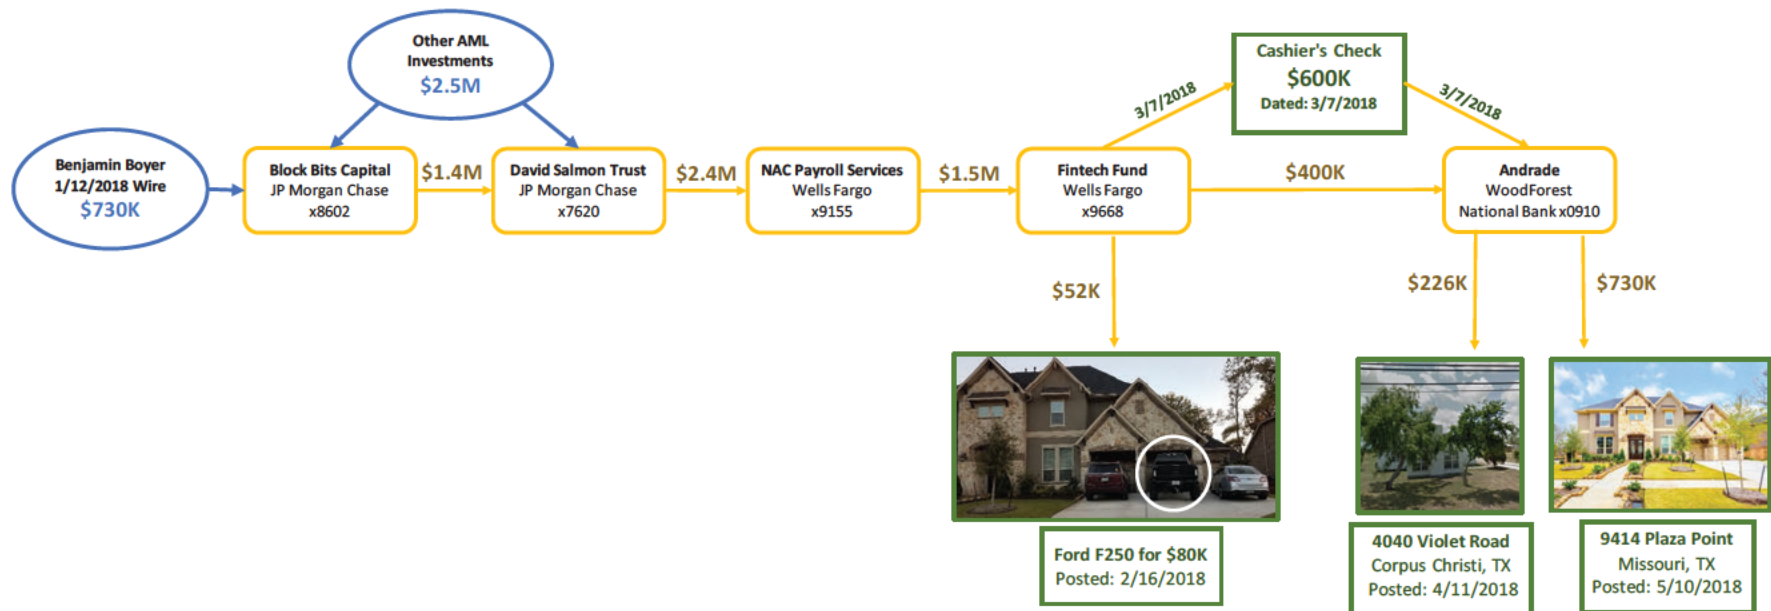 Other AML
Investments
$2.5M
Cashier's Check
$600K
Dated: 3/7/2018
3/7/2018
3/7/2018
Benjamin Boyer
1/12/2018 Wire
$730K
Block Bits Capital
JP Morgan Chase
x8602
$1.4M
David Salmon Trust
JP Morgan Chase
x7620
$2.4M
NAC Payroll Services
Wells Fargo
x9155
$1.5M
Fintech Fund
Wells Fargo
x9668
$400K
Andrade
WoodForest
National Bank x0910
$52K
$226K
$730K
Ford F250 for $80K
Posted: 2/16/2018
4040 Violet Road
Corpus Christi, TX
Posted: 4/11/2018
9414 Plaza Point
Missouri, TX
Posted: 5/10/2018